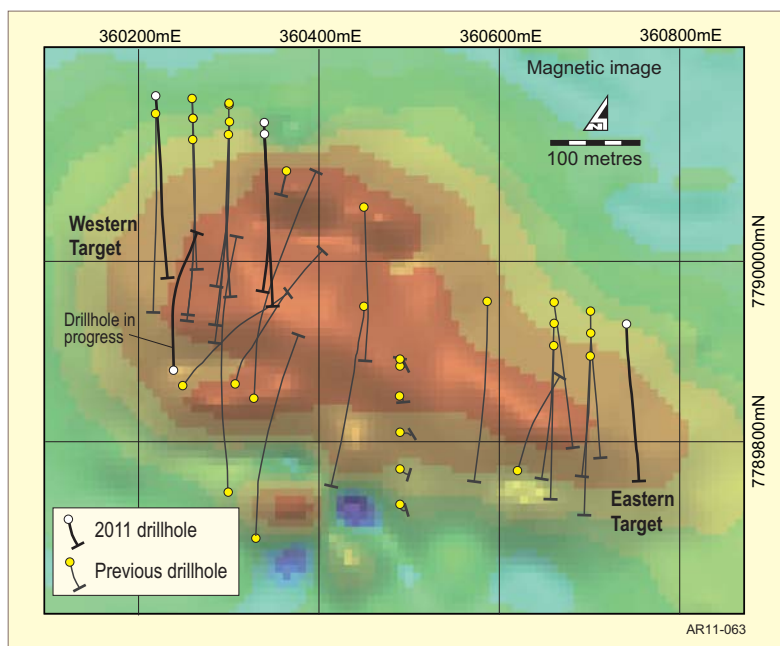 360200mE 360400mE 360600mE 360800mE
Magnetic image
N
100 metres
Western
Target
7790000mN
Drillhole in
progress
7789800mN
Eastern
Target
2011 drillhole
Previous drillhole
AR11-063